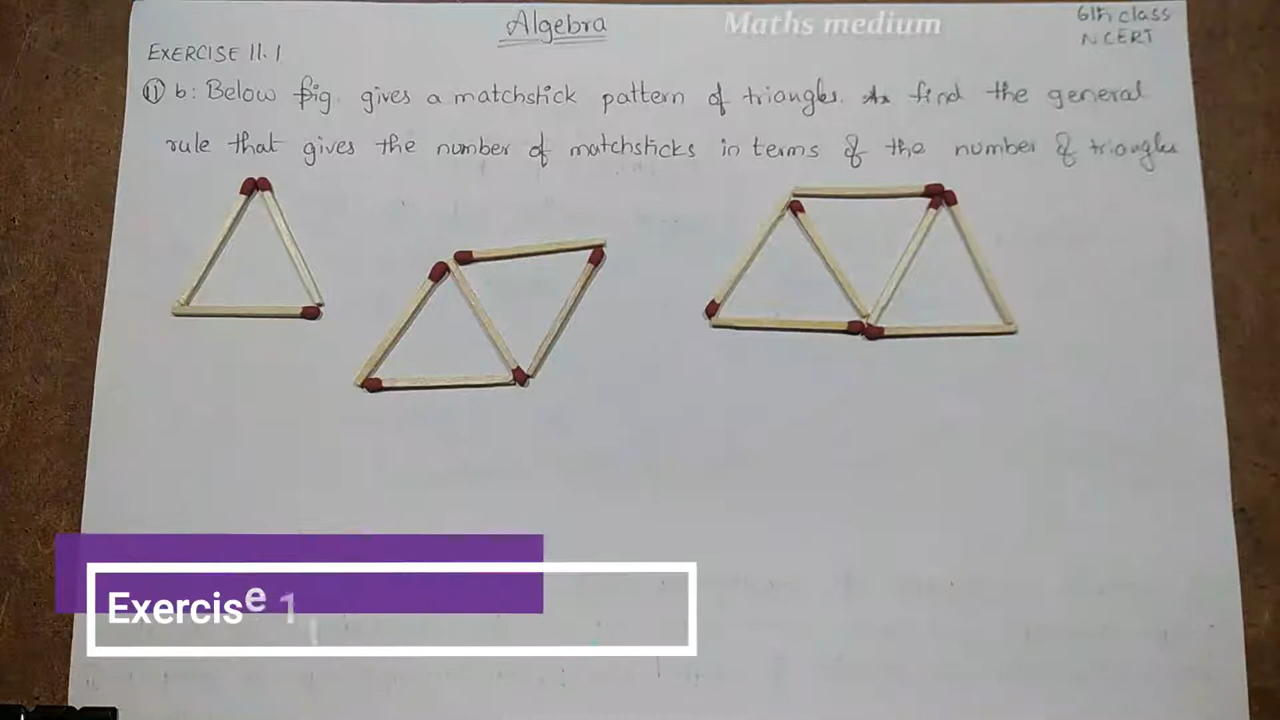 Algebra
Maths medium
6th class
NCERT
EXERCISE 11.1
11 b: Below fig. gives a matchstick pattern of triangles. find the general
rule that gives the number of matchsticks in terms of the number of triangles
Exercise 1